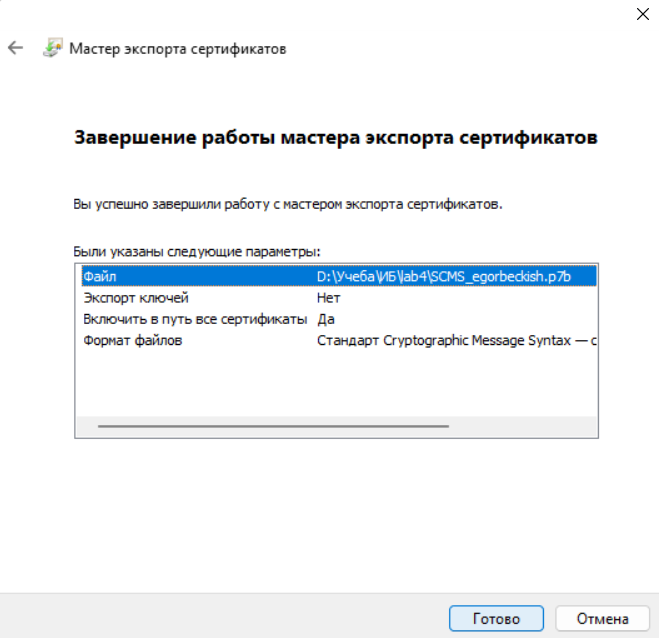 Мастер экспорта сертификатов
Завершение работы мастера экспорта сертификатов
Вы успешно завершили работу с мастером экспорта сертификатов.
Были указаны следующие параметры:
Файл D:\Учеба\ИБ\lab4\SCMS_egorbeckish.p7b
Экспорт ключей Нет
Включить в путь все сертификаты Да
Формат файлов Стандарт Cryptographic Message Syntax — с
Готово Отмена